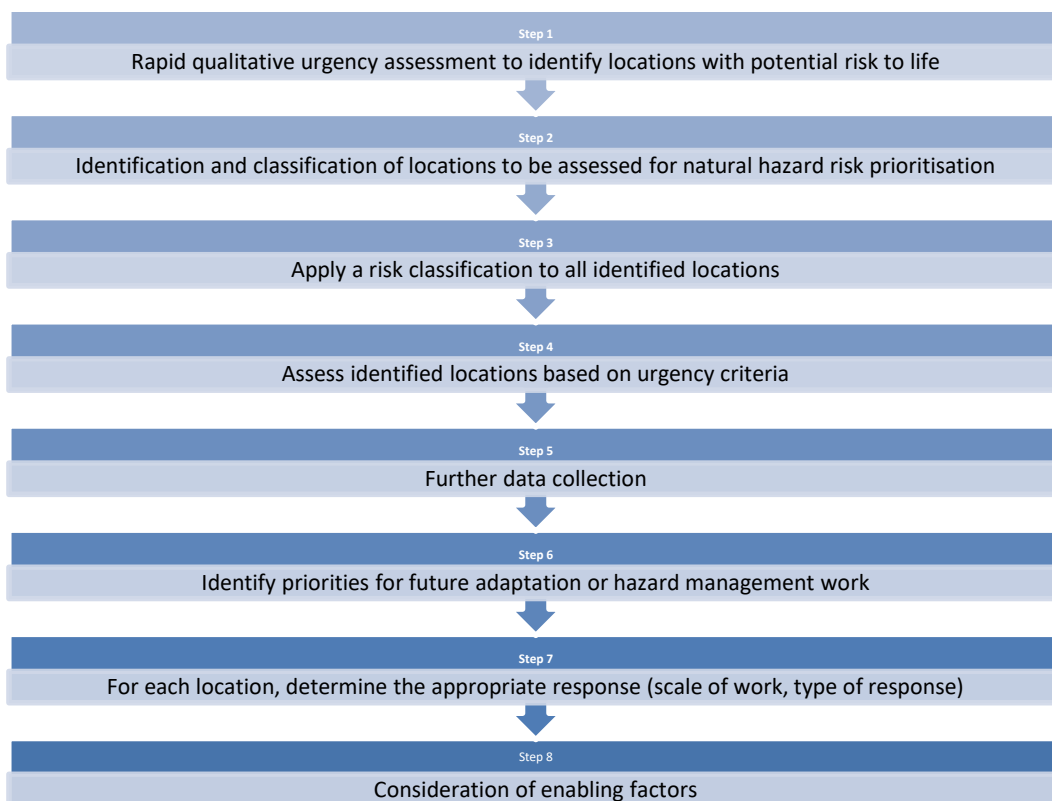 Step 1
Rapid qualitative urgency assessment to identify locations with potential risk to life
Step 2
Identification and classification of locations to be assessed for natural hazard risk prioritisation
Step 3
Apply a risk classification to all identified locations
Step 4
Assess identified locations based on urgency criteria
Step 5
Further data collection
Step 6
Identify priorities for future adaptation or hazard management work
Step 7
For each location, determine the appropriate response (scale of work, type of response)
Step 8
Consideration of enabling factors